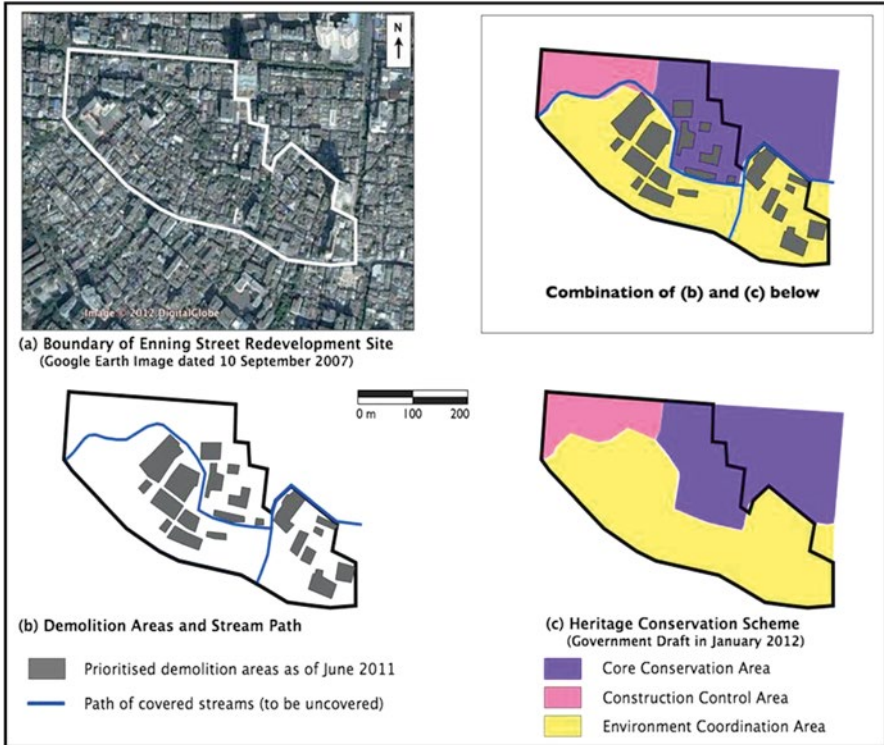 N
Image © 2012 DigitalGlobe
(a) Boundary of Enning Street Redevelopment Site
(Google Earth Image dated 10 September 2007)
Combination of (b) and (c) below
0 m 100 200
(b) Demolition Areas and Stream Path
Prioritised demolition areas as of June 2011
Path of covered streams (to be uncovered)
(c) Heritage Conservation Scheme
(Government Draft in January 2012)
Core Conservation Area
Construction Control Area
Environment Coordination Area